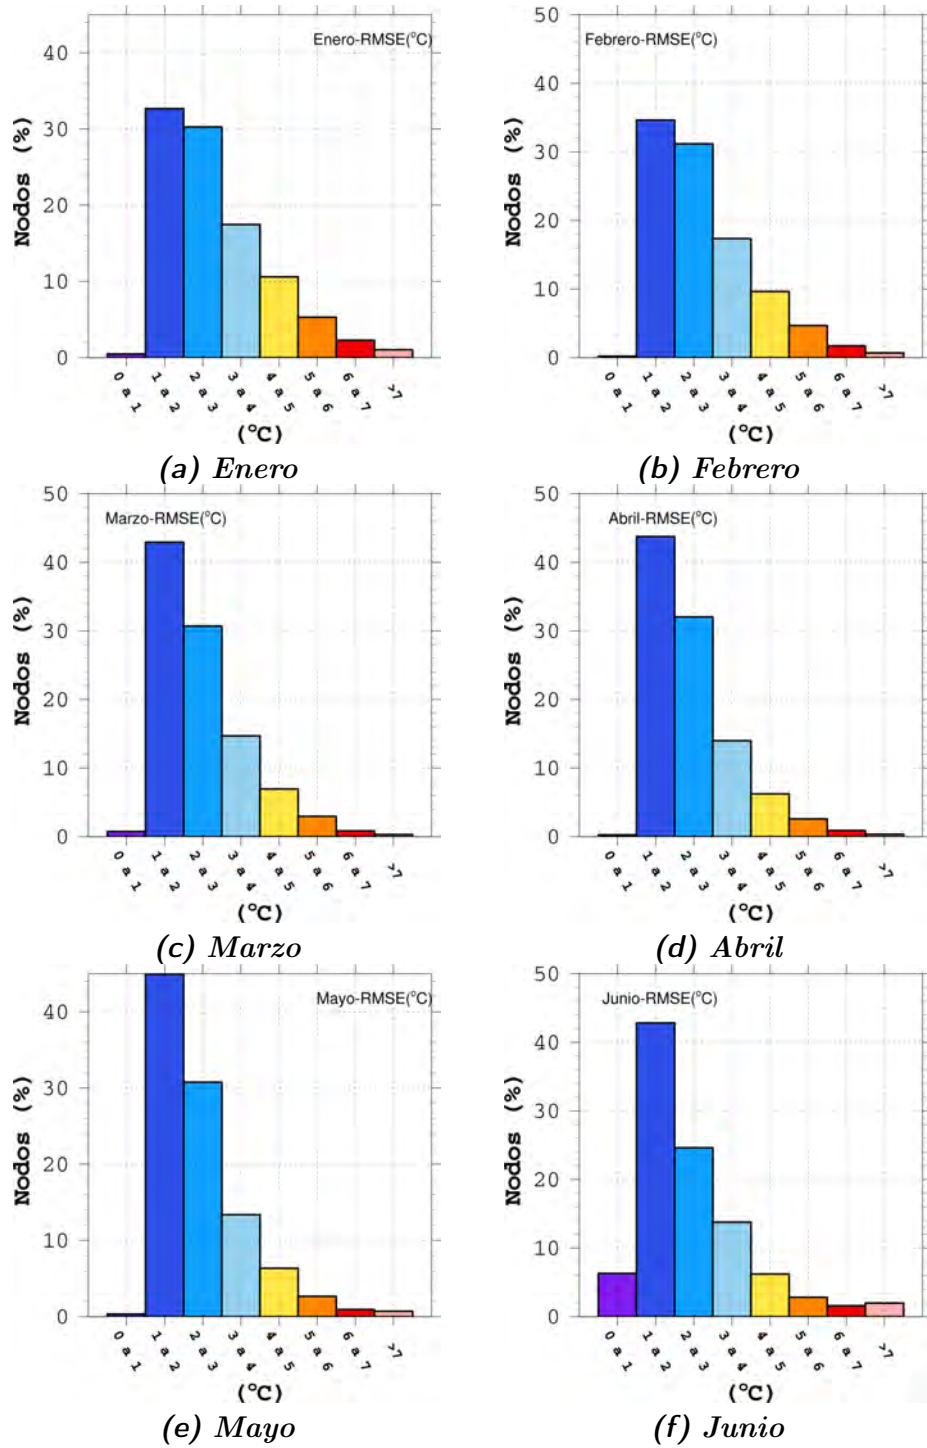 Enero-RMSE(°C)
Nodos (%)
40
30
20
10
0
0 a 1
1 a 2
2 a 3
3 a 4
4 a 5
5 a 6
6 a 7
>7
(°C)
(a) Enero
Febrero-RMSE(°C)
Nodos (%)
50
40
30
20
10
0
0 a 1
1 a 2
2 a 3
3 a 4
4 a 5
5 a 6
6 a 7
>7
(°C)
(b) Febrero
Marzo-RMSE(°C)
Nodos (%)
50
40
30
20
10
0
0 a 1
1 a 2
2 a 3
3 a 4
4 a 5
5 a 6
6 a 7
>7
(°C)
(c) Marzo
Abril-RMSE(°C)
Nodos (%)
50
40
30
20
10
0
0 a 1
1 a 2
2 a 3
3 a 4
4 a 5
5 a 6
6 a 7
>7
(°C)
(d) Abril
Mayo-RMSE(°C)
Nodos (%)
40
30
20
10
0
0 a 1
1 a 2
2 a 3
3 a 4
4 a 5
5 a 6
6 a 7
>7
(°C)
(e) Mayo
Junio-RMSE(°C)
Nodos (%)
50
40
30
20
10
0
0 a 1
1 a 2
2 a 3
3 a 4
4 a 5
5 a 6
6 a 7
>7
(°C)
(f) Junio